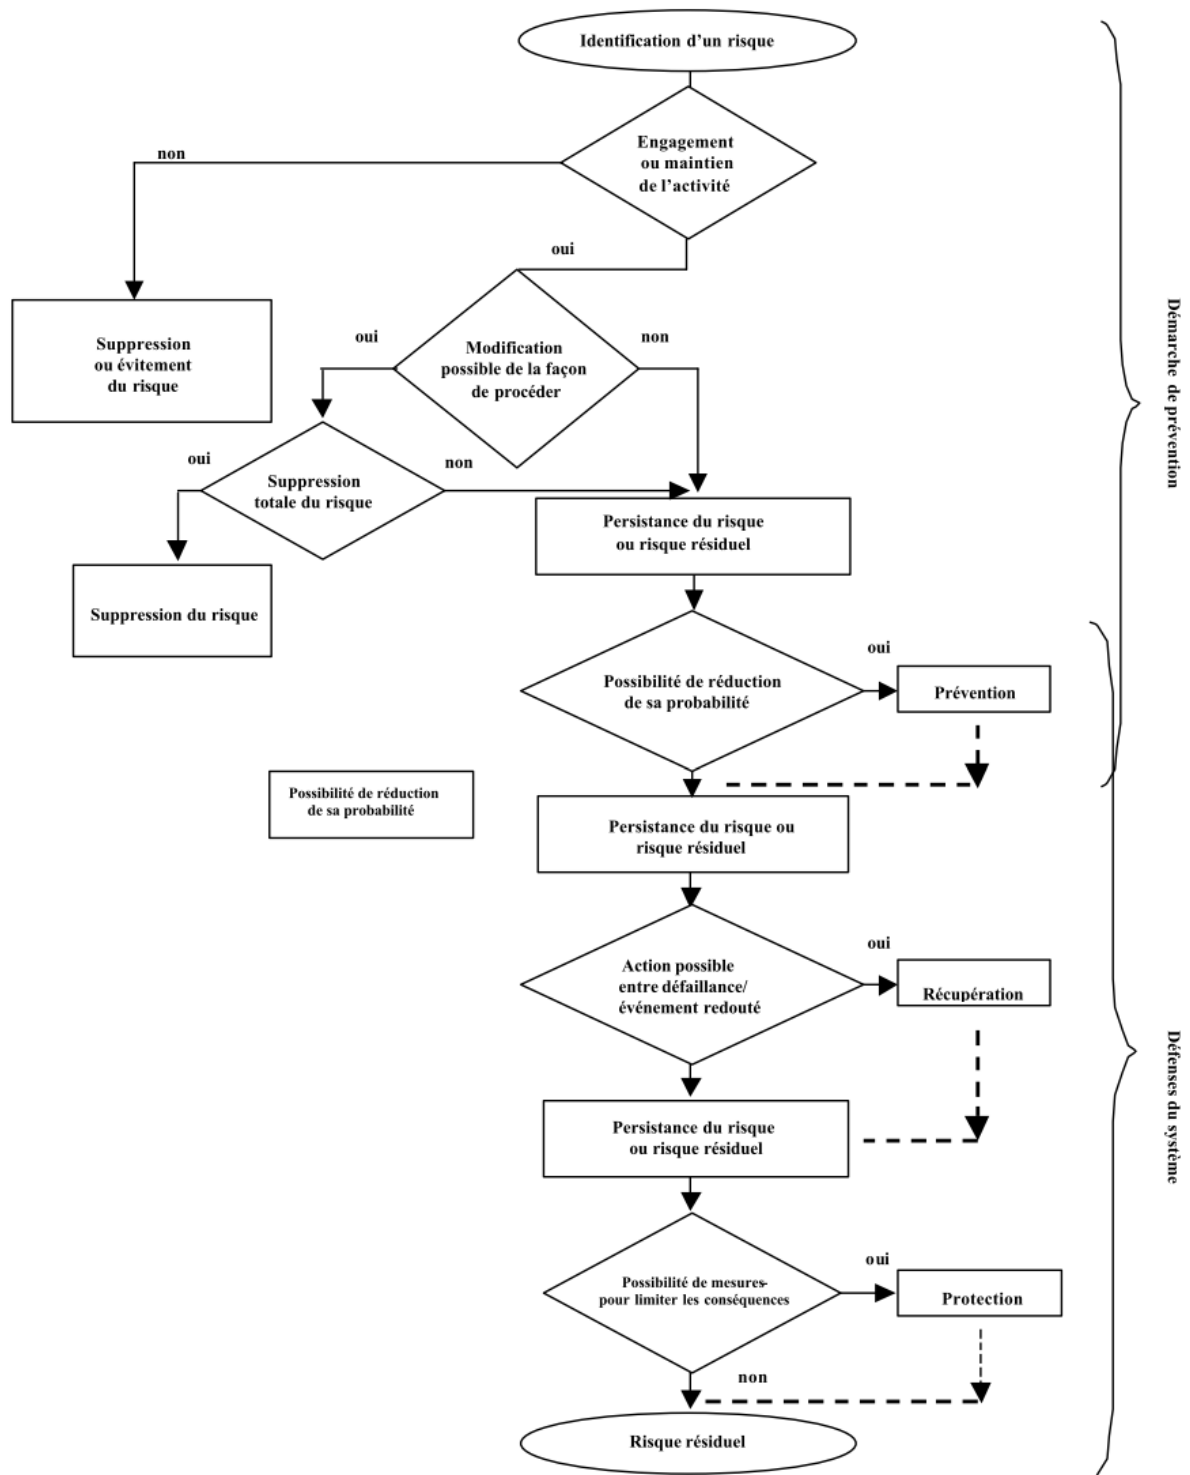 Identification d'un risque
Engagement
ou maintien
de l'activité
non
oui
Modification
possible de la façon
de procéder
oui
non
Suppression
ou évitement
du risque
Suppression
totale du risque
oui
non
Persistance du risque
ou risque résiduel
Suppression du risque
Possibilité de réduction
de sa probabilité
oui
Prévention
Possibilité de réduction
de sa probabilité
Persistance du risque ou
risque résiduel
Action possible
entre défaillance/
événement redouté
oui
Récupération
Persistance du risque
ou risque résiduel
Possibilité de mesures-
pour limiter les conséquences
oui
Protection
non
Risque résiduel
Démarche de prévention
Défenses du système